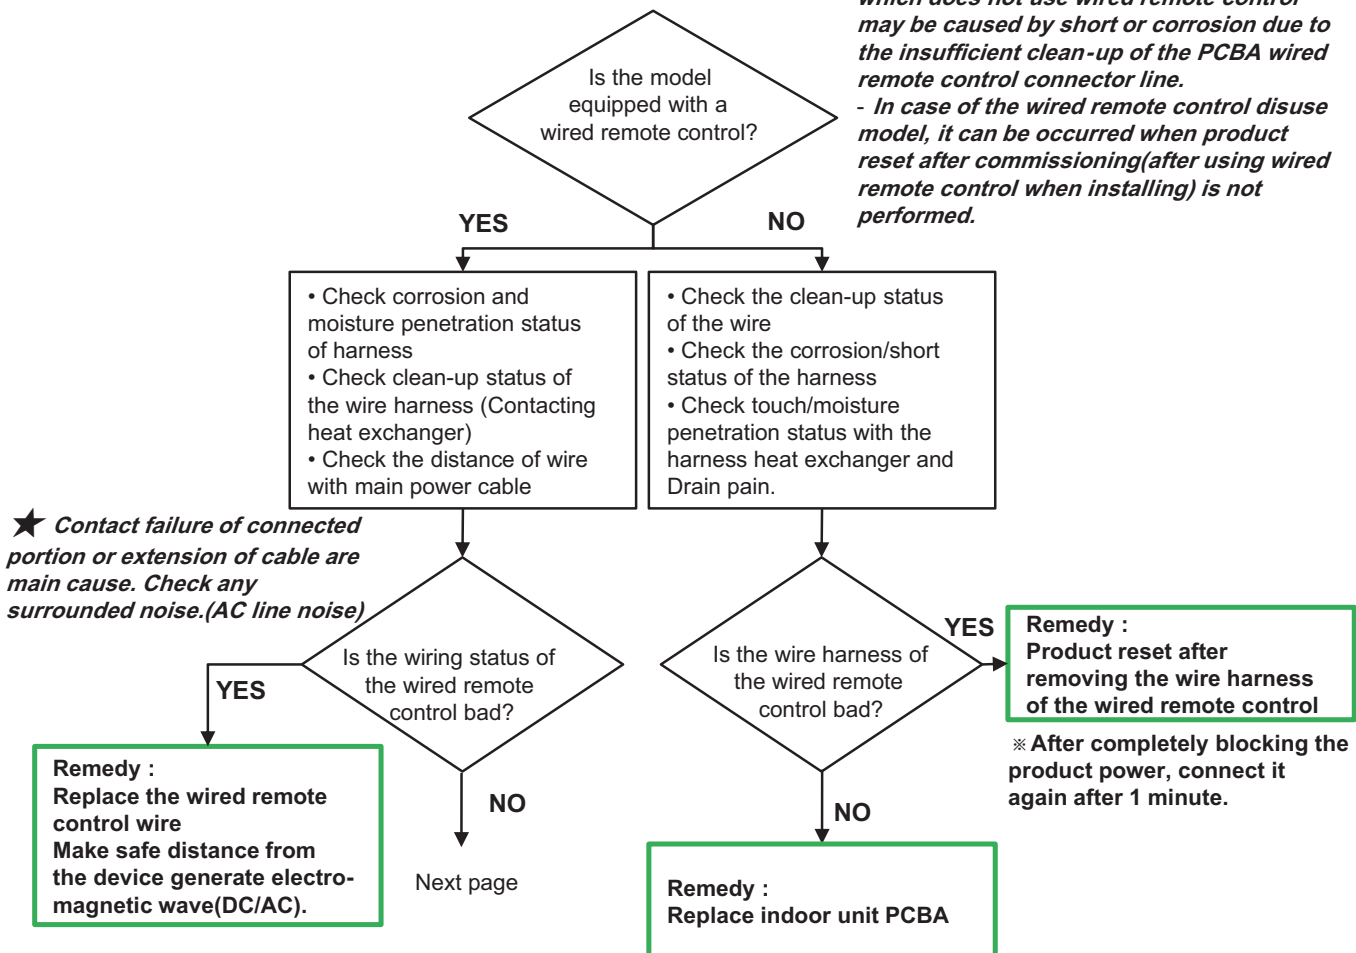 which does not use wired remote control
may be caused by short or corrosion due to
the insufficient clean-up of the PCBA wired
remote control connector line.
- In case of the wired remote control disuse
model, it can be occurred when product
reset after commissioning(after using wired
remote control when installing) is not
performed.
Is the model
equipped with a
wired remote control?
YES
NO
• Check corrosion and
moisture penetration status
of harness
• Check clean-up status of
the wire harness (Contacting
heat exchanger)
• Check the distance of wire
with main power cable
• Check the clean-up status
of the wire
• Check the corrosion/short
status of the harness
• Check touch/moisture
penetration status with the
harness heat exchanger and
Drain pain.
★ Contact failure of connected
portion or extension of cable are
main cause. Check any
surrounded noise.(AC line noise)
Is the wiring status of
the wired remote
control bad?
YES
NO
Remedy :
Replace the wired remote
control wire
Make safe distance from
the device generate electro-
magnetic wave(DC/AC).
Next page
Is the wire harness of
the wired remote
control bad?
YES
NO
Remedy :
Product reset after
removing the wire harness
of the wired remote control
※ After completely blocking the
product power, connect it
again after 1 minute.
Remedy :
Replace indoor unit PCBA